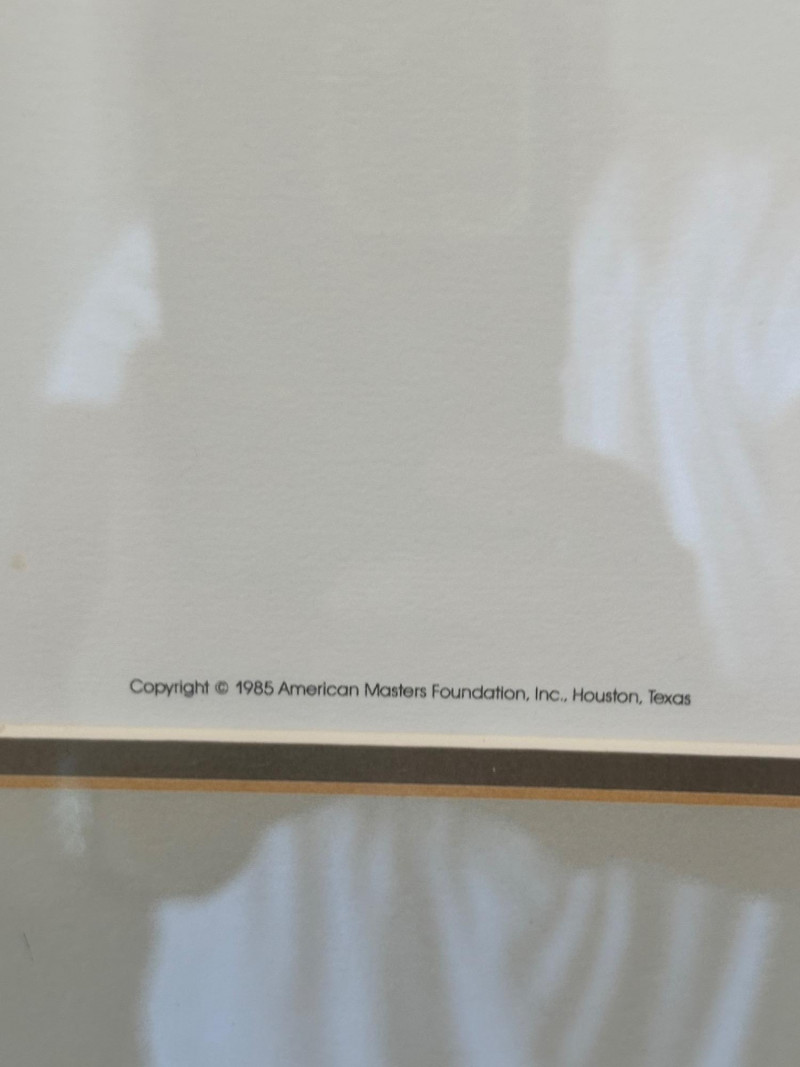 Copyright © 1985 American Masters Foundation, Inc., Houston, Texas